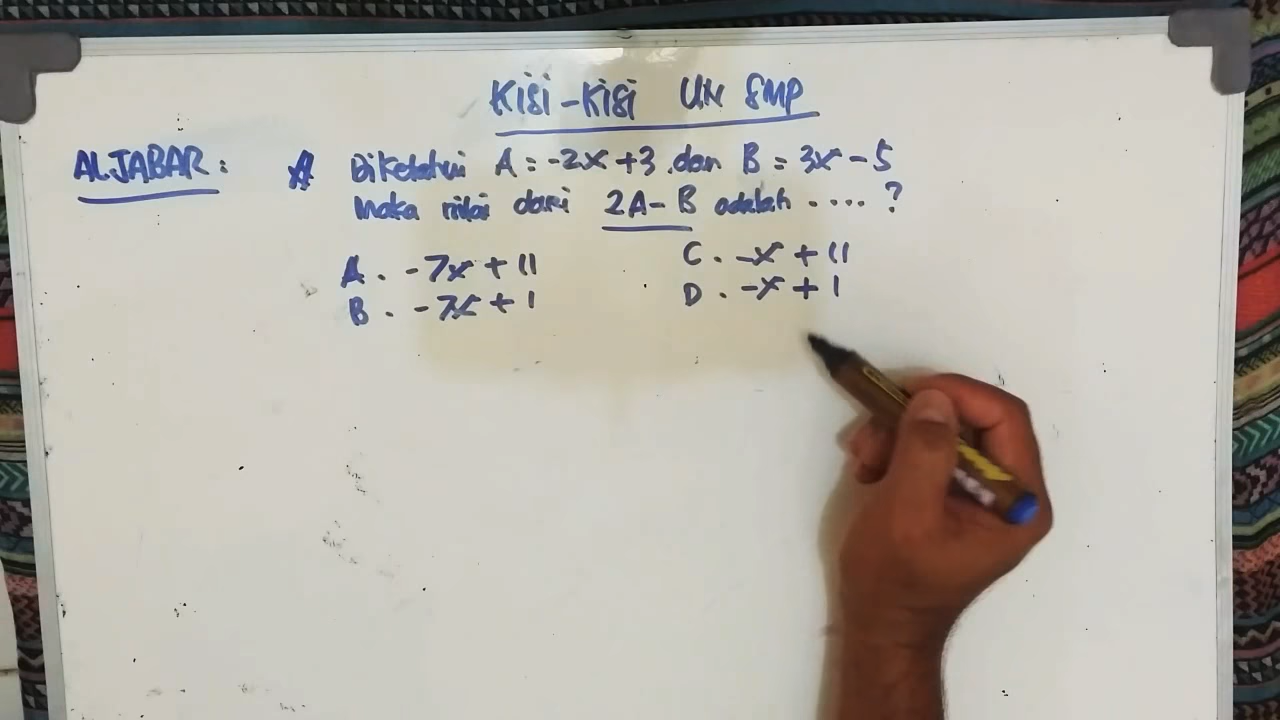 Kisi-Kisi UN SMP
ALJABAR: Diketahui A = -2x + 3 dan B = 3x - 5
Maka nilai dari 2A - B adalah .... ?
A. -7x + 11
B. -7x + 1
C. -x + 11
D. -x + 1